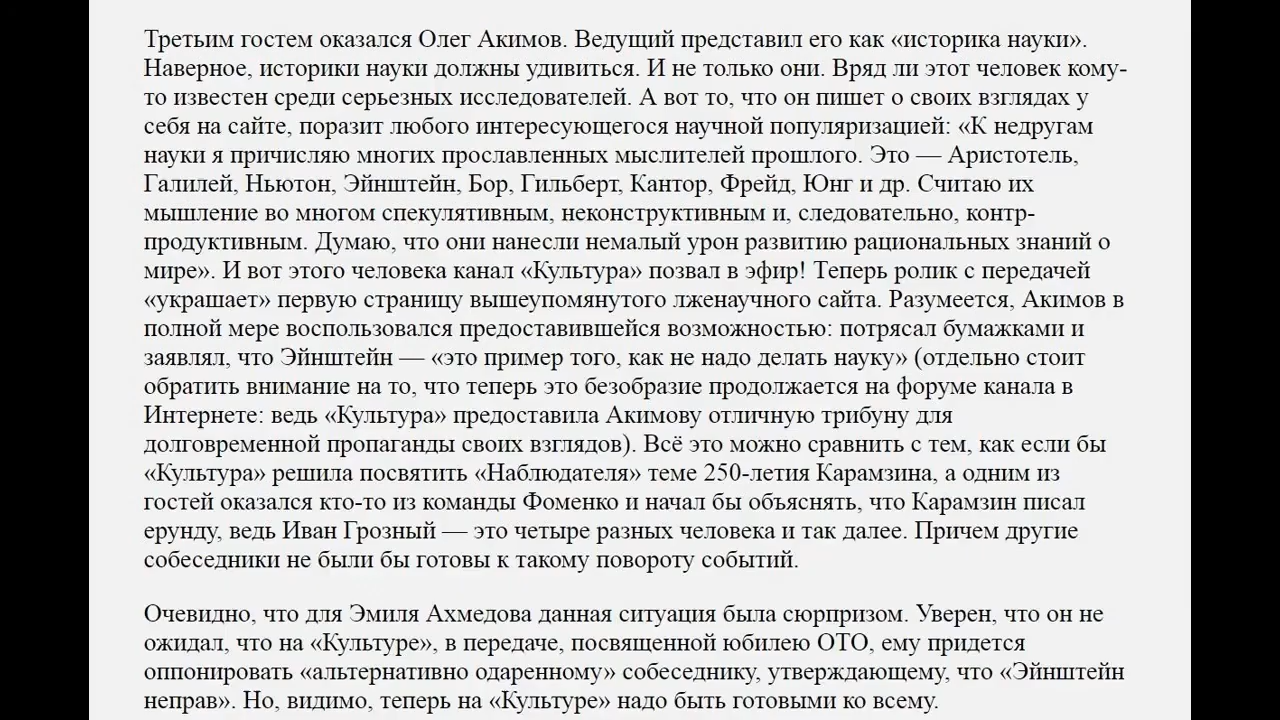 Третьим гостем оказался Олег Акимов. Ведущий представил его как «историка науки».
Наверное, историки науки должны удивиться. И не только они. Вряд ли этот человек кому-
то известен среди серьезных исследователей. А вот то, что он пишет о своих взглядах у
себя на сайте, поразит любого интересующегося научной популяризацией: «К недругам
науки я причисляю многих прославленных мыслителей прошлого. Это — Аристотель,
Галилей, Ньютон, Эйнштейн, Бор, Гильберт, Кантор, Фрейд, Юнг и др. Считаю их
мышление во многом спекулятивным, неконструктивным и, следовательно, контр-
продуктивным. Думаю, что они нанесли немалый урон развитию рациональных знаний о
мире». И вот этого человека канал «Культура» позвал в эфир! Теперь ролик с передачей
«украшает» первую страницу вышеупомянутого лженаучного сайта. Разумеется, Акимов в
полной мере воспользовался предоставившейся возможностью: потрясал бумажками и
заявлял, что Эйнштейн — «это пример того, как не надо делать науку» (отдельно стоит
обратить внимание на то, что теперь это безобразие продолжается на форуме канала в
Интернете: ведь «Культура» предоставила Акимову отличную трибуну для
долговременной пропаганды своих взглядов). Всё это можно сравнить с тем, как если бы
«Культура» решила посвятить «Наблюдателя» теме 250-летия Карамзина, а одним из
гостей оказался кто-то из команды Фоменко и начал бы объяснять, что Карамзин писал
ерунду, ведь Иван Грозный — это четыре разных человека и так далее. Причем другие
собеседники не были бы готовы к такому повороту событий.
Очевидно, что для Эмиля Ахмедова данная ситуация была сюрпризом. Уверен, что он не
ожидал, что на «Культуре», в передаче, посвященной юбилею ОТО, ему придется
оппонировать «альтернативно одаренному» собеседнику, утверждающему, что «Эйнштейн
неправ». Но, видимо, теперь на «Культуре» надо быть готовыми ко всему.